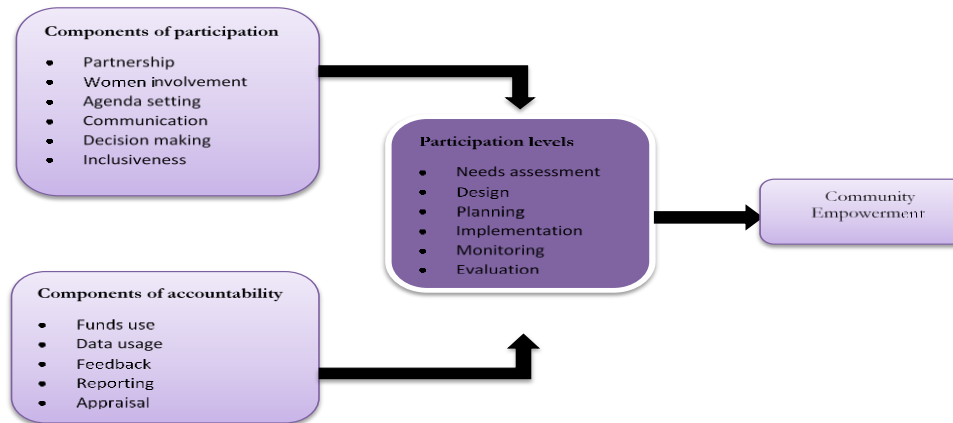 Components of participation
• Partnership
• Women involvement
• Agenda setting
• Communication
• Decision making
• Inclusiveness
Participation levels
• Needs assessment
• Design
• Planning
• Implementation
• Monitoring
• Evaluation
Community
Empowerment
Components of accountability
• Funds use
• Data usage
• Feedback
• Reporting
• Appraisal